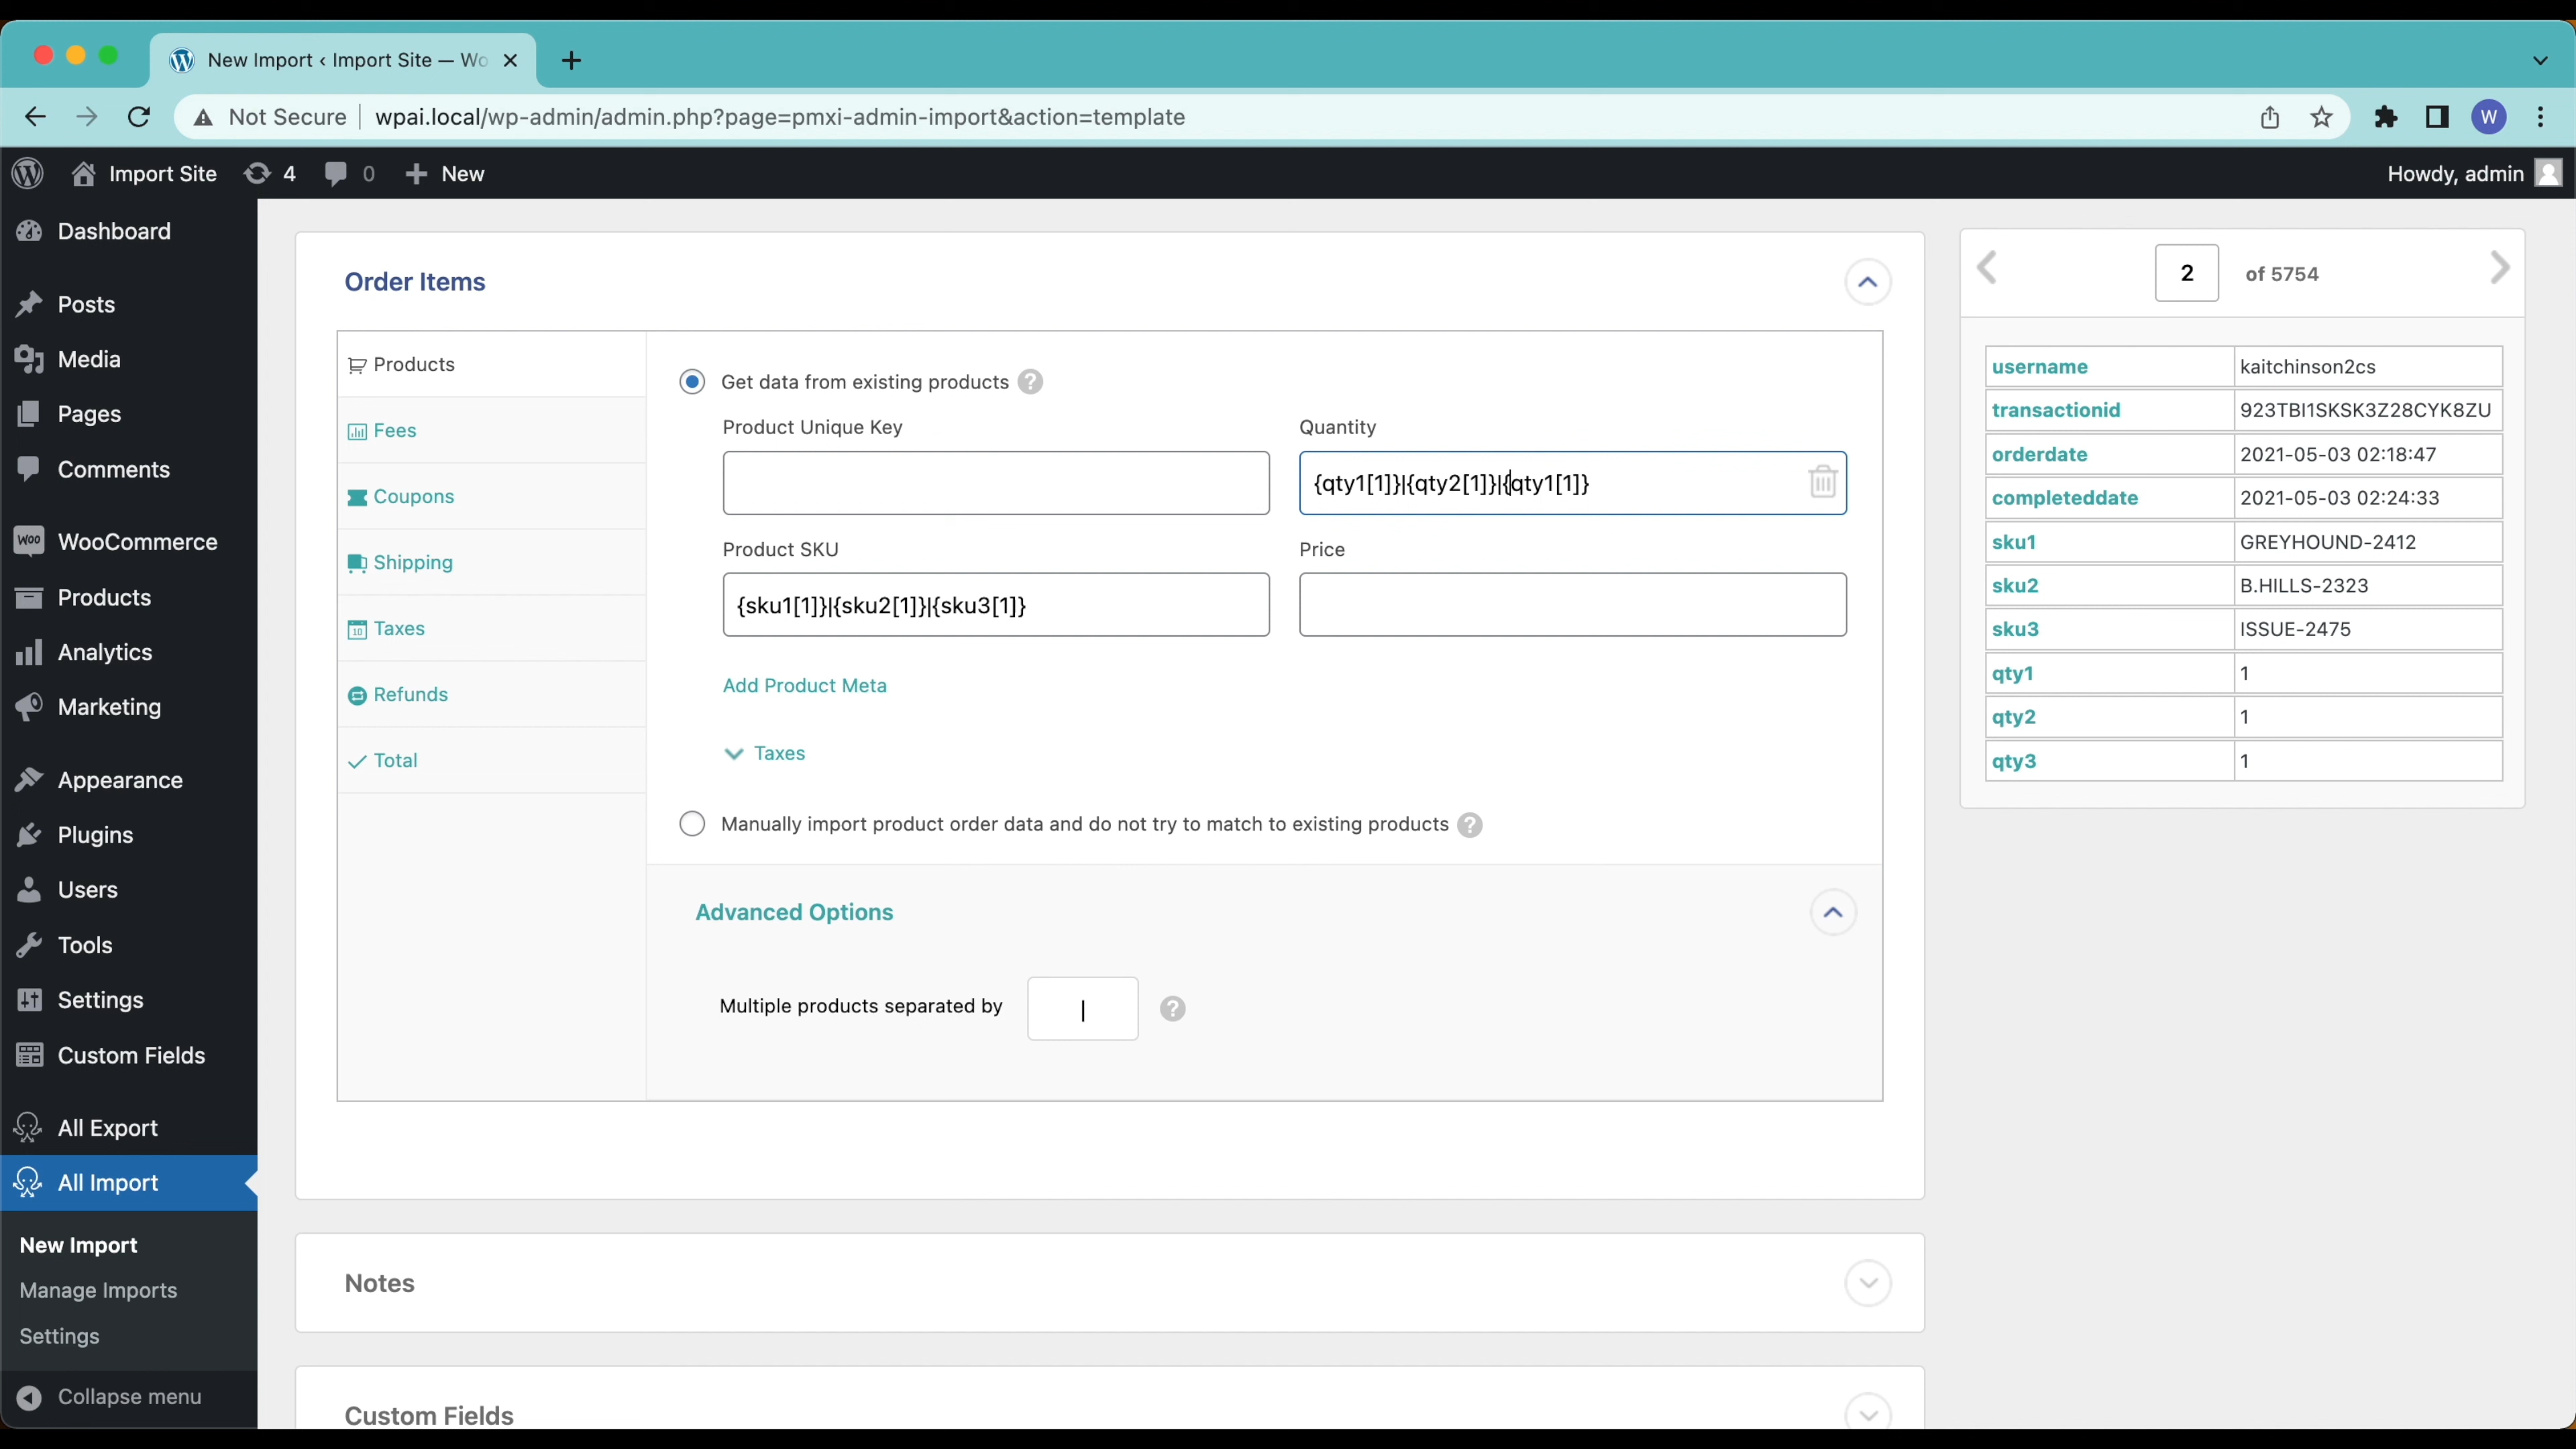 New Import ‹ Import Site — Wo
Not Secure
wpai.local/wp-admin/admin.php?page=pmxi-admin-import&action=template
W
Import Site
4
0
New
Howdy, admin
Dashboard
Posts
Media
Pages
Comments
WooCommerce
Products
Analytics
Marketing
Appearance
Plugins
Users
Tools
Settings
Custom Fields
All Export
All Import
New Import
Manage Imports
Settings
Collapse menu
Order Items
Products
Fees
Coupons
Shipping
Taxes
Refunds
Total
Get data from existing products ?
Product Unique Key
Quantity
{qty1[1]}|{qty2[1]}|{qty1[1]}
Product SKU
Price
{sku1[1]}|{sku2[1]}|{sku3[1]}
Add Product Meta
Taxes
Manually import product order data and do not try to match to existing products ?
Advanced Options
Multiple products separated by | ?
Notes
Custom Fields
2 of 5754
username kaitchinson2cs
transactionid 923TBI1SKSK3Z28CYK8ZU
orderdate 2021-05-03 02:18:47
completeddate 2021-05-03 02:24:33
sku1 GREYHOUND-2412
sku2 B.HILLS-2323
sku3 ISSUE-2475
qty1 1
qty2 1
qty3 1